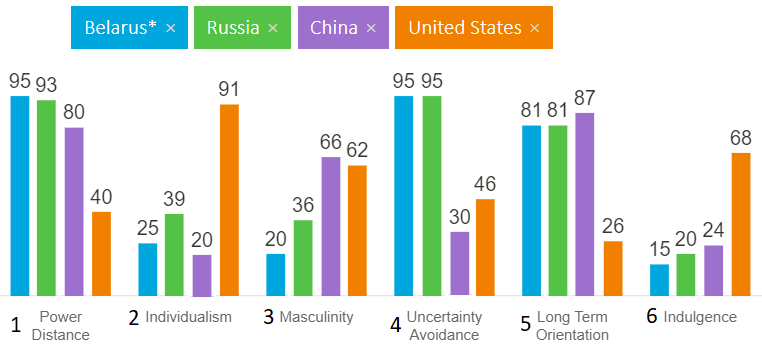 Belarus* × Russia × China × United States ×
95 93 80 40
25 39 20 91
20 36 66 62
95 95 30 46
81 81 87 26
15 20 24 68
1 Power
Distance
2 Individualism
3 Masculinity
4 Uncertainty
Avoidance
5 Long Term
Orientation
6 Indulgence